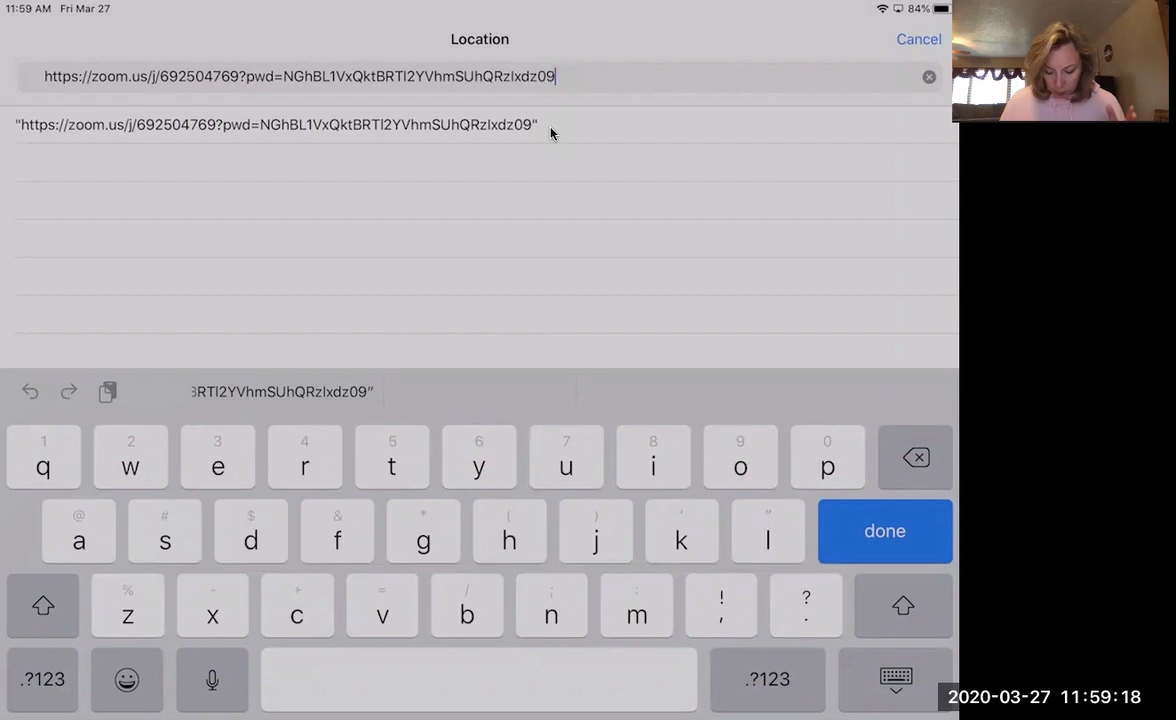 11:59 AM Fri Mar 27
84%
Location
Cancel
https://zoom.us/j/692504769?pwd=NGhBL1VxQktBRTl2YVhmSUhQRzlxdz09
"https://zoom.us/j/692504769?pwd=NGhBL1VxQktBRTl2YVhmSUhQRzlxdz09"
BRTl2YVhmSUhQRzlxdz09"
1 2 3 4 5 6 7 8 9 0
q w e r t y u i o p
@ # $ & * ( ) ' "
a s d f g h j k l done
% - + = / ; : ! ?
z x c v b n m , .
.?123 .?123
2020-03-27 11:59:18